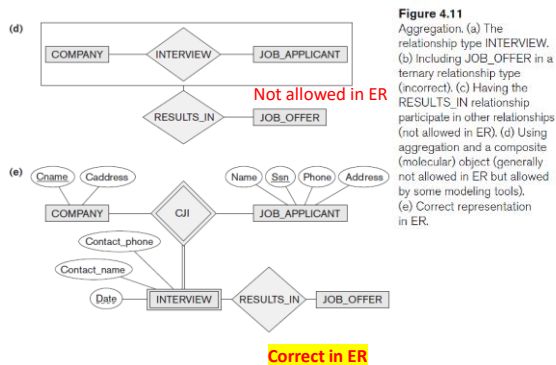 (d)
COMPANY INTERVIEW JOB_APPLICANT
Not allowed in ER
RESULTS_IN JOB_OFFER
(e)
Cname Caddress Name Ssn Phone Address
COMPANY CJI JOB_APPLICANT
Contact_phone
Contact_name
Date INTERVIEW RESULTS_IN JOB_OFFER
Correct in ER
Figure 4.11
Aggregation. (a) The
relationship type INTERVIEW.
(b) Including JOB_OFFER in a
ternary relationship type
(incorrect). (c) Having the
RESULTS_IN relationship
participate in other relationships
(not allowed in ER). (d) Using
aggregation and a composite
(molecular) object (generally
not allowed in ER but allowed
by some modeling tools).
(e) Correct representation
in ER.